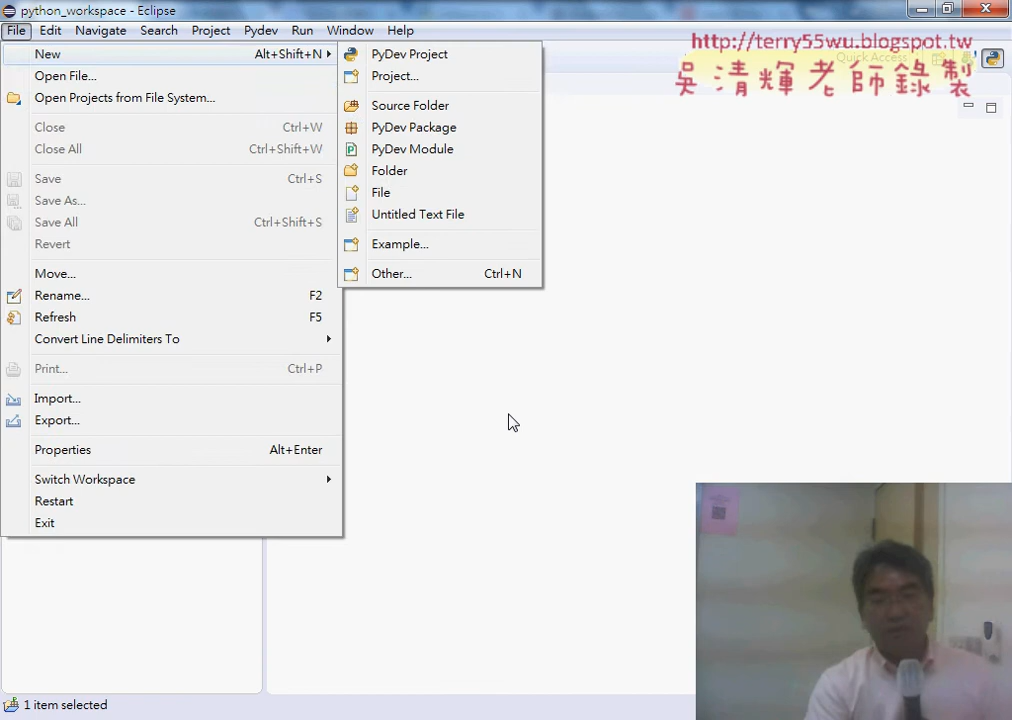 python_workspace - Eclipse
File Edit Navigate Search Project Pydev Run Window Help
http://terry55wu.blogspot.tw
Quick Access
吳清輝老師錄製
New Alt+Shift+N
Open File...
Open Projects from File System...
Close Ctrl+W
Close All Ctrl+Shift+W
Save Ctrl+S
Save As...
Save All Ctrl+Shift+S
Revert
Move...
Rename... F2
Refresh F5
Convert Line Delimiters To
Print... Ctrl+P
Import...
Export...
Properties Alt+Enter
Switch Workspace
Restart
Exit
PyDev Project
Project...
Source Folder
PyDev Package
PyDev Module
Folder
File
Untitled Text File
Example...
Other... Ctrl+N
1 item selected